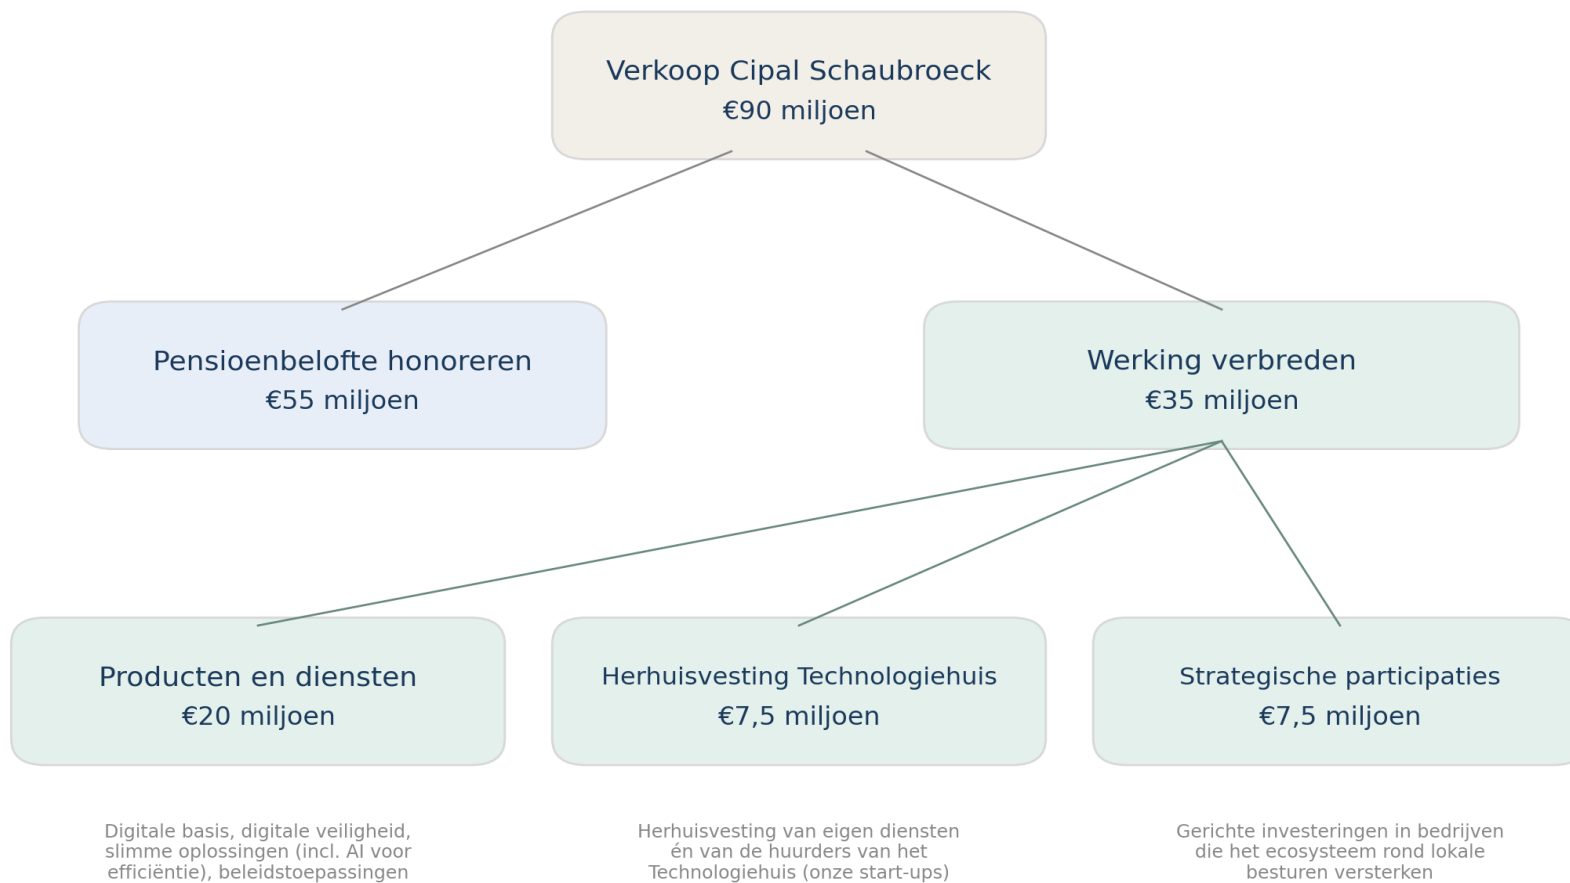 Verkoop Cipal Schaubroeck
€90 miljoen
Pensioenbelofte honoreren
€55 miljoen
Werking verbreden
€35 miljoen
Producten en diensten
€20 miljoen
Herhuisvesting Technologiehuis
€7,5 miljoen
Strategische participaties
€7,5 miljoen
Digitale basis, digitale veiligheid,
slimme oplossingen (incl. AI voor
efficiëntie), beleidstoepassingen
Herhuisvesting van eigen diensten
én van de huurders van het
Technologiehuis (onze start-ups)
Gerichte investeringen in bedrijven
die het ecosysteem rond lokale
besturen versterken